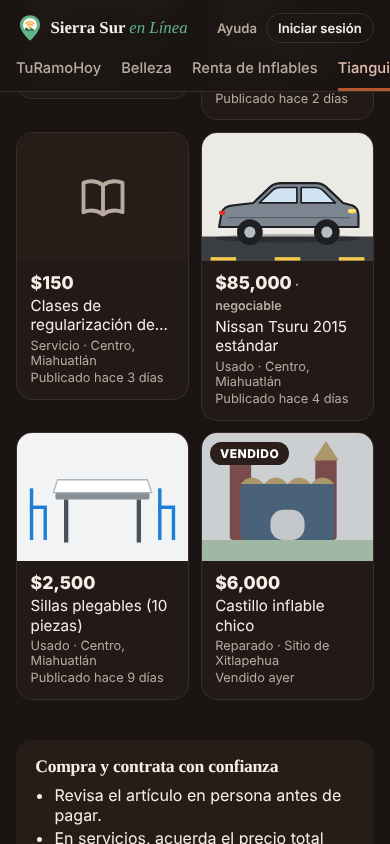 Sierra Sur en Línea
Ayuda
Iniciar sesión
TuRamoHoy
Belleza
Renta de Inflables
Tiangui
Publicado hace 2 días
$150
Clases de
regularización de...
Servicio · Centro,
Miahuatlán
Publicado hace 3 días
$85,000 ·
negociable
Nissan Tsuru 2015
estándar
Usado · Centro,
Miahuatlán
Publicado hace 4 días
$2,500
Sillas plegables (10
piezas)
Usado · Centro,
Miahuatlán
Publicado hace 9 días
VENDIDO
$6,000
Castillo inflable
chico
Reparado · Sitio de
Xitlapehua
Vendido ayer
Compra y contrata con confianza
• Revisa el artículo en persona antes de
pagar.
• En servicios, acuerda el precio total